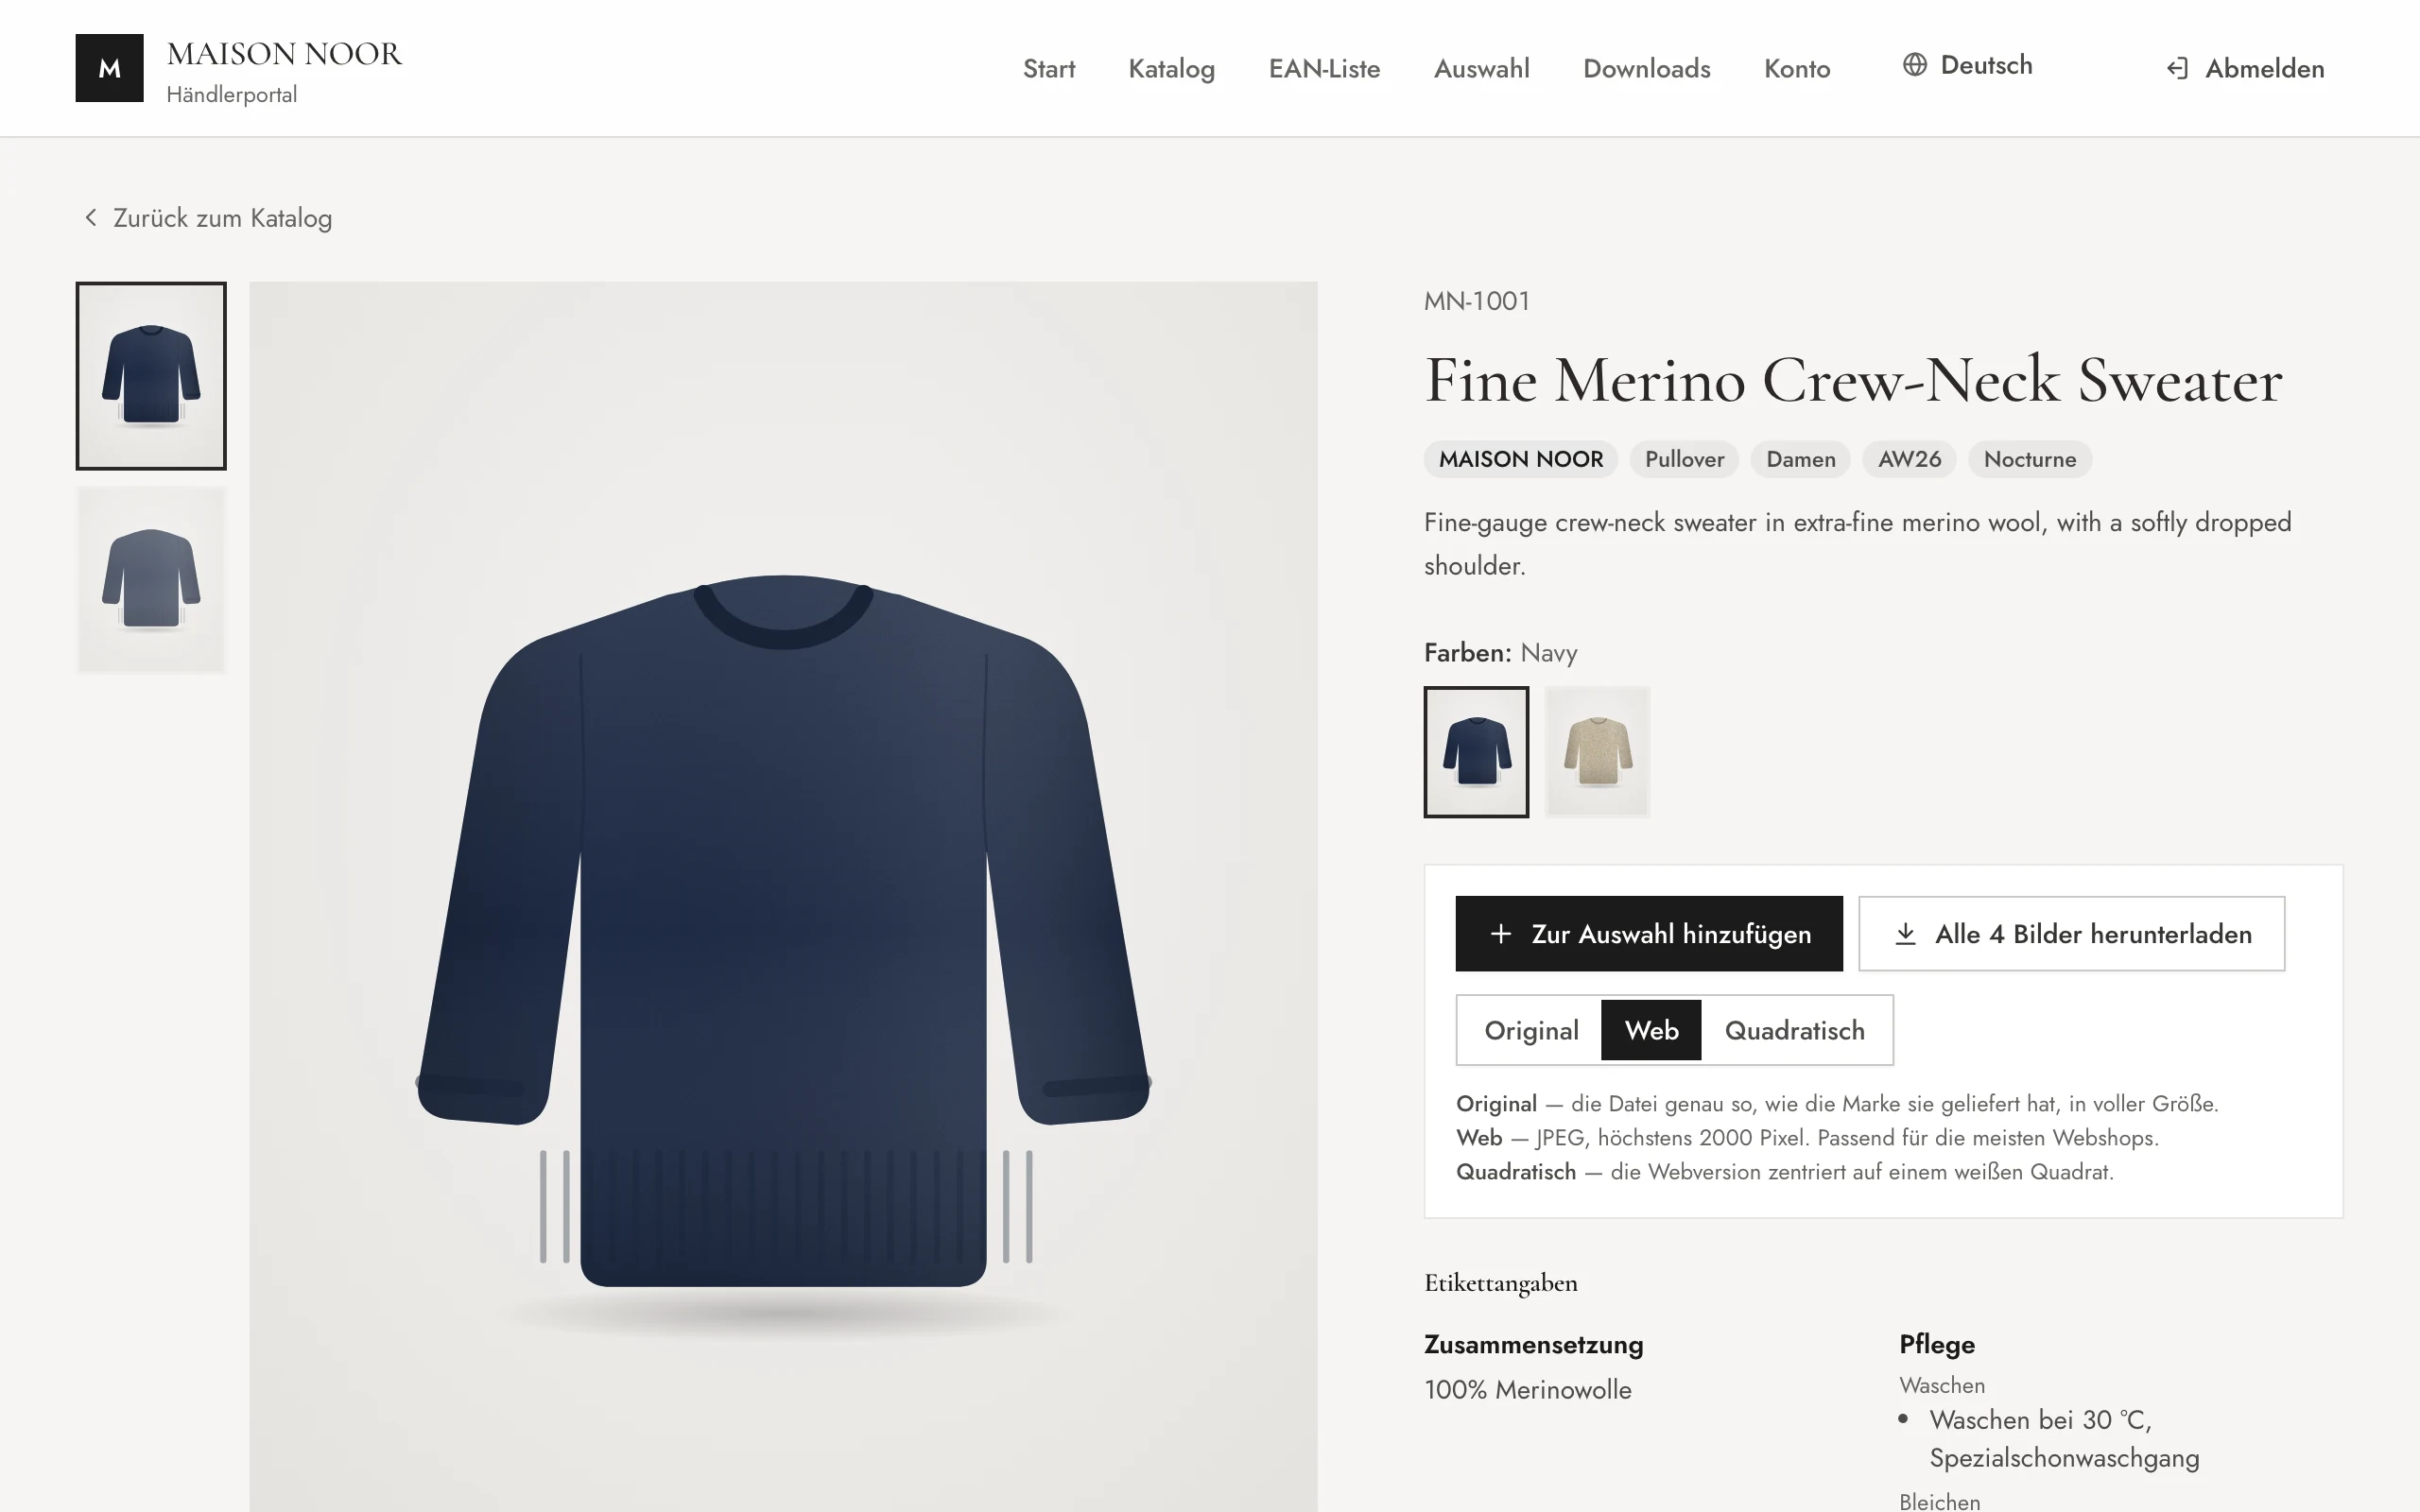 M
MAISON NOOR
Händlerportal
Start
Katalog
EAN-Liste
Auswahl
Downloads
Konto
Deutsch
Abmelden
Zurück zum Katalog
MN-1001
Fine Merino Crew-Neck Sweater
MAISON NOOR
Pullover
Damen
AW26
Nocturne
Fine-gauge crew-neck sweater in extra-fine merino wool, with a softly dropped
shoulder.
Farben: Navy
Zur Auswahl hinzufügen
Alle 4 Bilder herunterladen
Original
Web
Quadratisch
Original — die Datei genau so, wie die Marke sie geliefert hat, in voller Größe.
Web — JPEG, höchstens 2000 Pixel. Passend für die meisten Webshops.
Quadratisch — die Webversion zentriert auf einem weißen Quadrat.
Etikettangaben
Zusammensetzung
100% Merinowolle
Pflege
Waschen
• Waschen bei 30 °C,
Spezialschonwaschgang
Bleichen